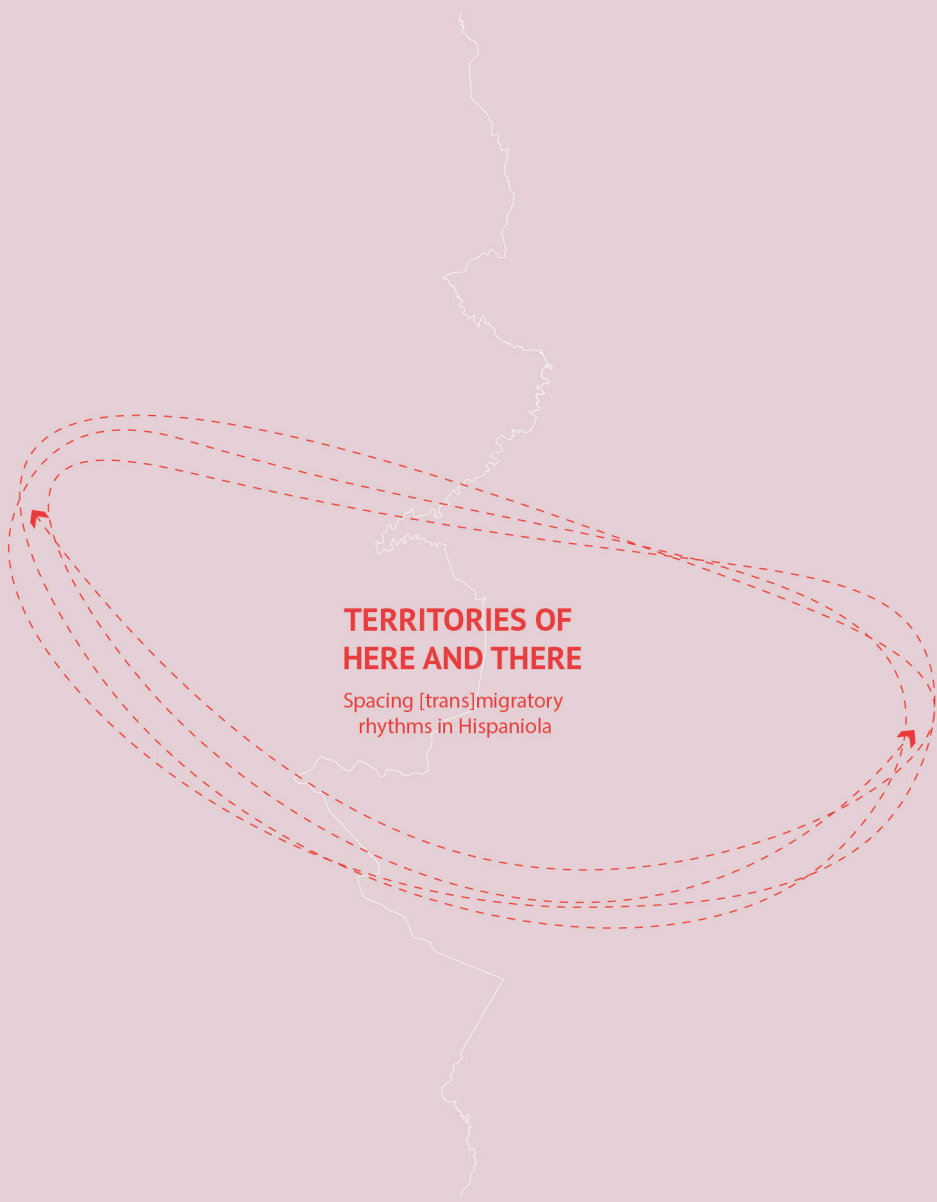 TERRITORIES OF
HERE AND THERE
Spacing [trans]migratory
rhythms in Hispaniola